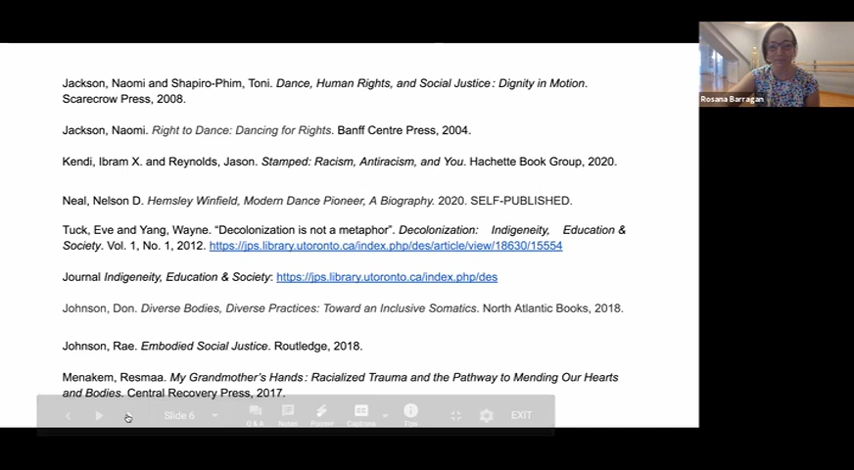 Jackson, Naomi and Shapiro-Phim, Toni. Dance, Human Rights, and Social Justice: Dignity in Motion.
Scarecrow Press, 2008.
Jackson, Naomi. Right to Dance: Dancing for Rights. Banff Centre Press, 2004.
Kendi, Ibram X. and Reynolds, Jason. Stamped: Racism, Antiracism, and You. Hachette Book Group, 2020.
Neal, Nelson D. Hemsley Winfield, Modern Dance Pioneer, A Biography. 2020. SELF-PUBLISHED.
Tuck, Eve and Yang, Wayne. “Decolonization is not a metaphor”. Decolonization: Indigeneity, Education &
Society. Vol. 1, No. 1, 2012. https://jps.library.utoronto.ca/index.php/des/article/view/18630/15554
Journal Indigeneity, Education & Society: https://jps.library.utoronto.ca/index.php/des
Johnson, Don. Diverse Bodies, Diverse Practices: Toward an Inclusive Somatics. North Atlantic Books, 2018.
Johnson, Rae. Embodied Social Justice. Routledge, 2018.
Menakem, Resmaa. My Grandmother's Hands: Racialized Trauma and the Pathway to Mending Our Hearts
and Bodies. Central Recovery Press, 2017.
Slide 6
Q & A Notes Pointer Captions Tips
EXIT
Rosana Barragan